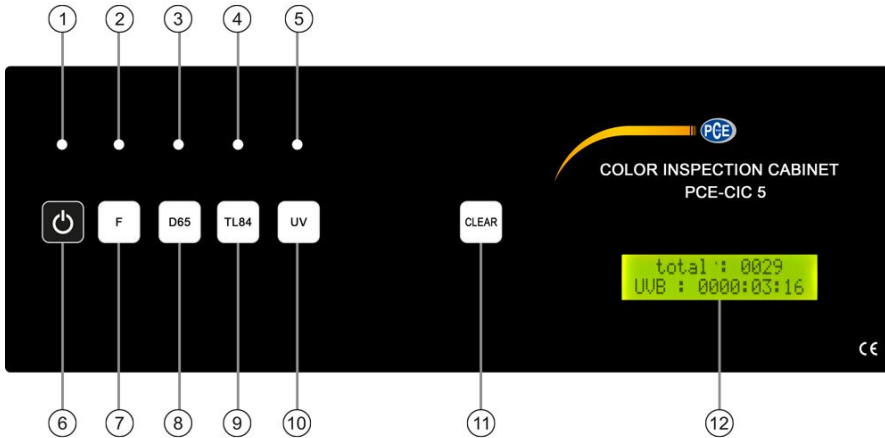 1 2 3 4 5
PCE
COLOR INSPECTION CABINET
PCE-CIC 5
F D65 TL84 UV CLEAR
total : 0029
UVB : 0000:03:16
CE
6 7 8 9 10 11 12